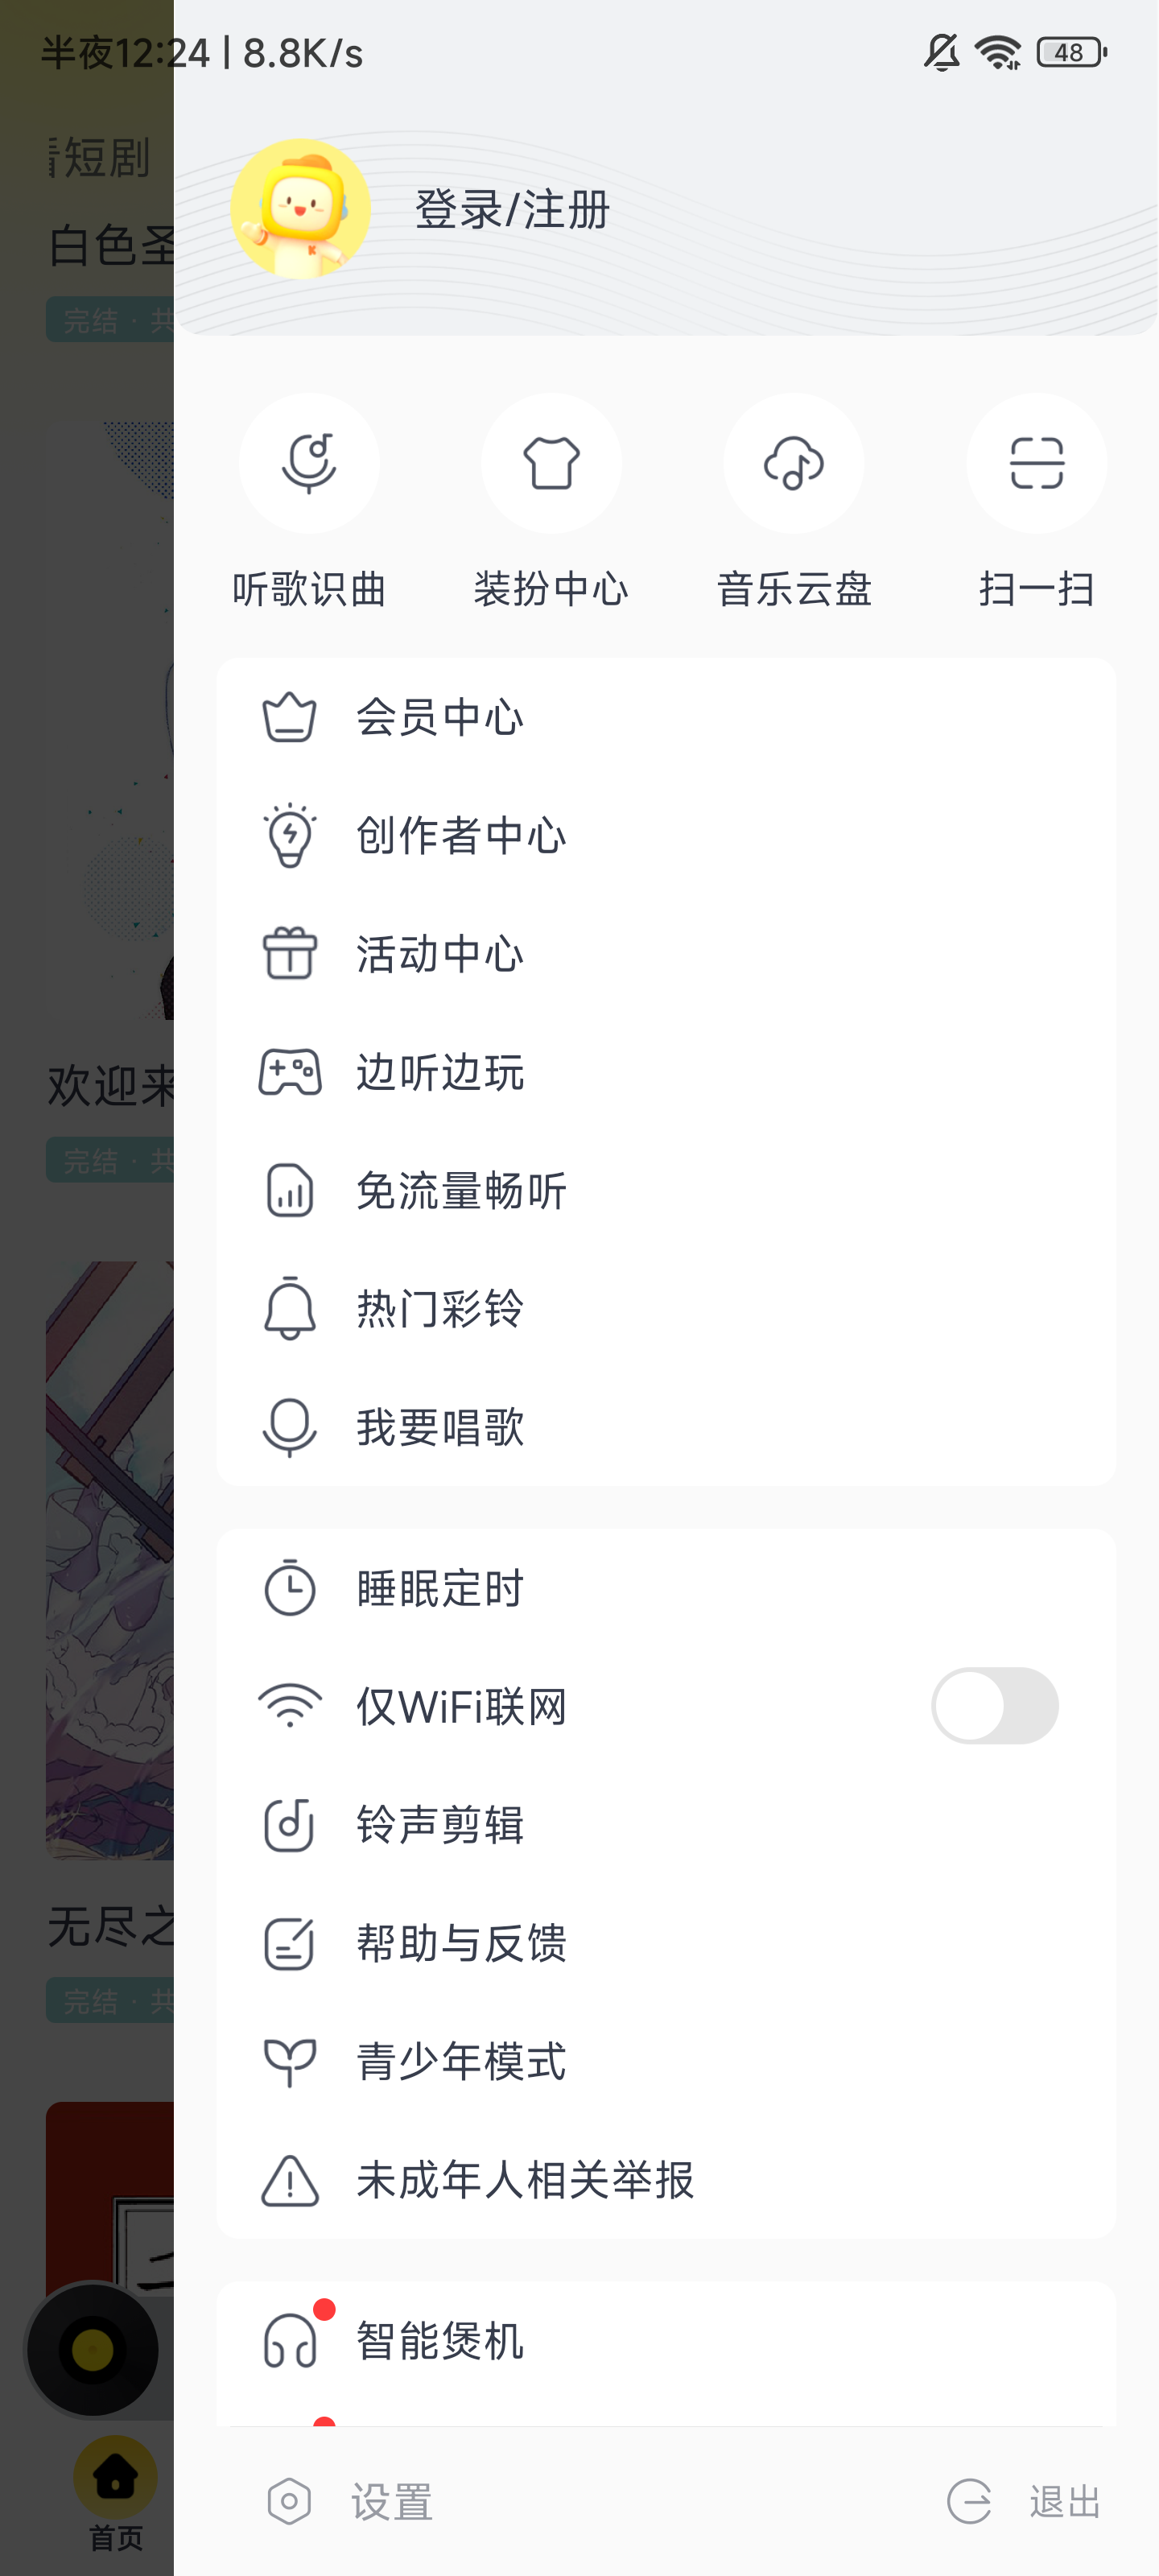 半夜12:24 | 8.8K/s
48
短剧
白色圣
完结 · 共
欢迎来
完结 · 共
无尽之
完结 · 共
首页
登录/注册
听歌识曲
装扮中心
音乐云盘
扫一扫
会员中心
创作者中心
活动中心
边听边玩
免流量畅听
热门彩铃
我要唱歌
睡眠定时
仅WiFi联网
铃声剪辑
帮助与反馈
青少年模式
未成年人相关举报
智能煲机
设置
退出